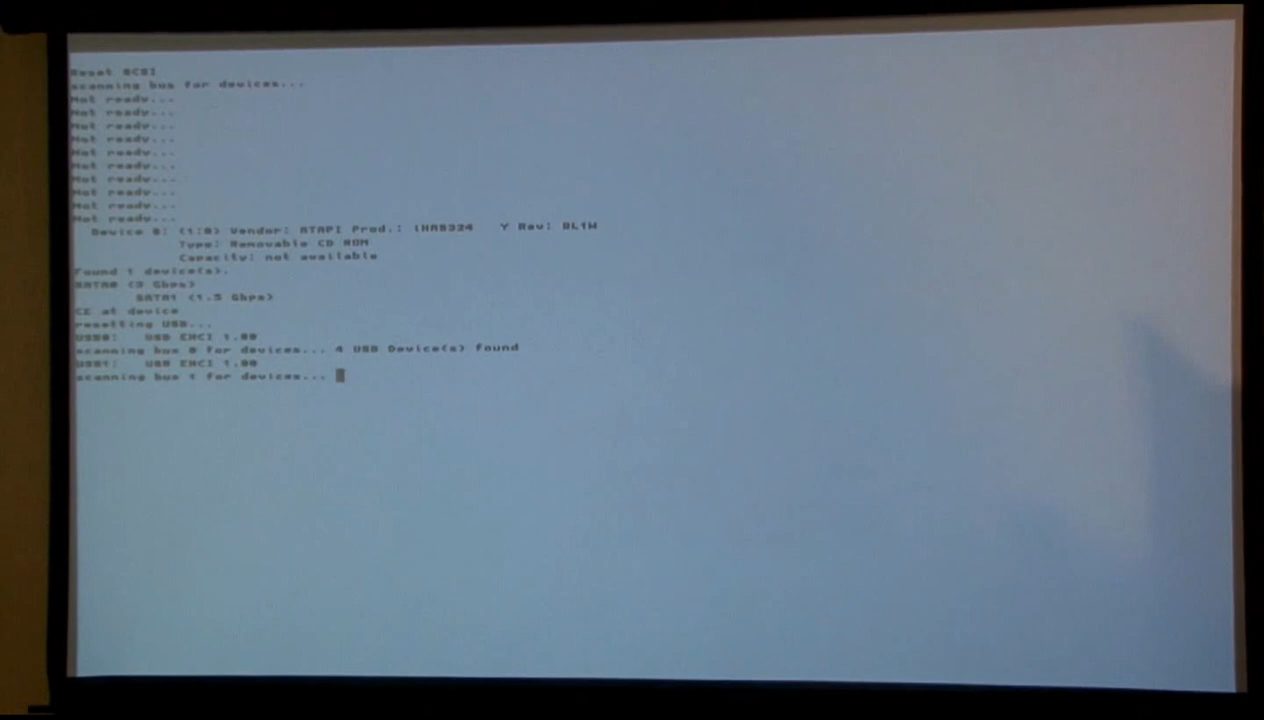 Reset SCSI
scanning bus for devices...
Not ready...
Not ready...
Not ready...
Not ready...
Not ready...
Not ready...
Not ready...
Not ready...
Not ready...
Not ready...
Device 8: (1:0) Vendor: ATAPI Prod.: Y Rev: DL1W
Type: Removable CD ROM
Capacity: not available
Found 1 device(s).
SATA0 (3 Gbps)
SATA1 (1.5 Gbps)
at device
resetting USB...
USB0: USB EHCI 1.00
scanning bus 0 for devices... 4 USB Device(s) found
USB1: USB EHCI 1.00
scanning bus 1 for devices...